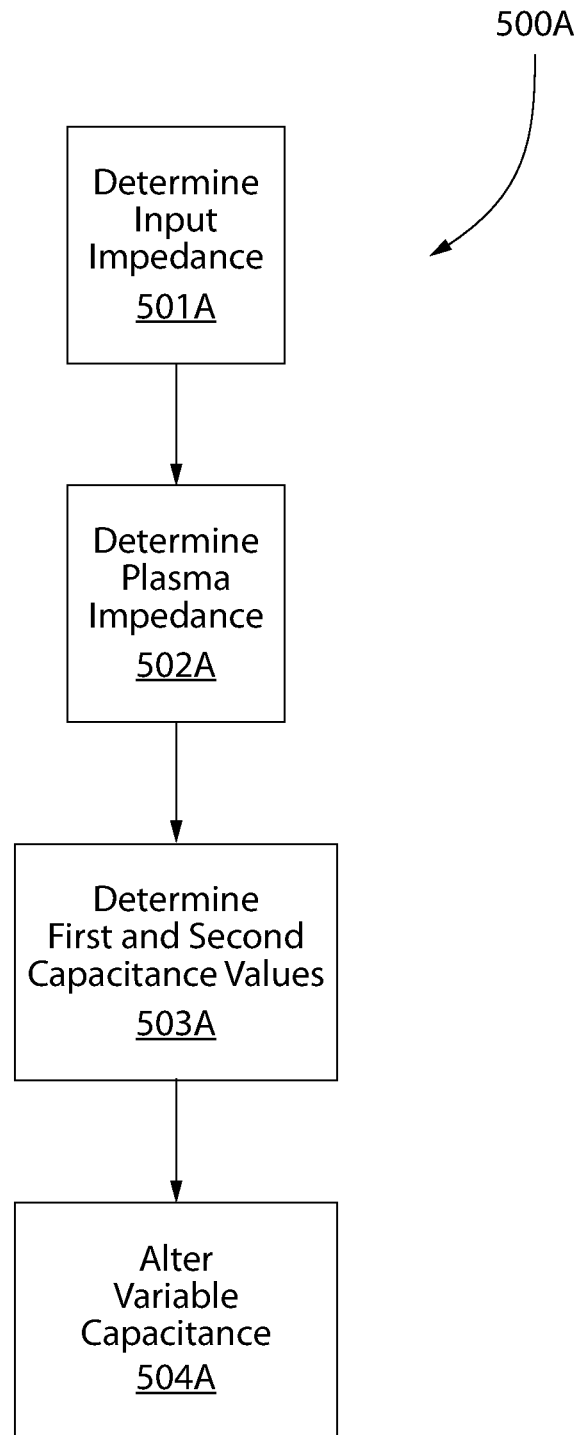 500A
Determine
Input
Impedance
501A
Determine
Plasma
Impedance
502A
Determine
First and Second
Capacitance Values
503A
Alter
Variable
Capacitance
504A